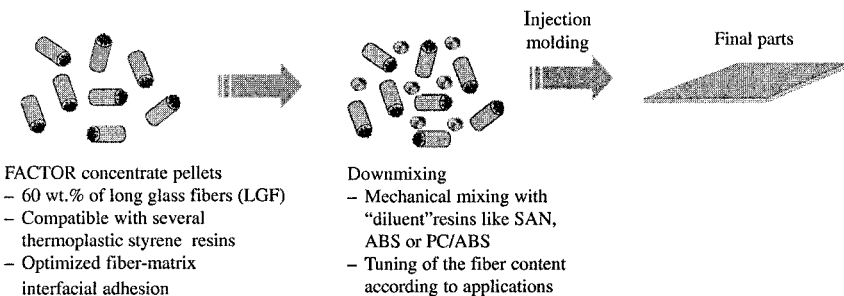 Injection
molding
Final parts
FACTOR concentrate pellets
– 60 wt.% of long glass fibers (LGF)
– Compatible with several
thermoplastic styrene resins
– Optimized fiber-matrix
interfacial adhesion
Downmixing
– Mechanical mixing with
“diluent”resins like SAN,
ABS or PC/ABS
– Tuning of the fiber content
according to applications